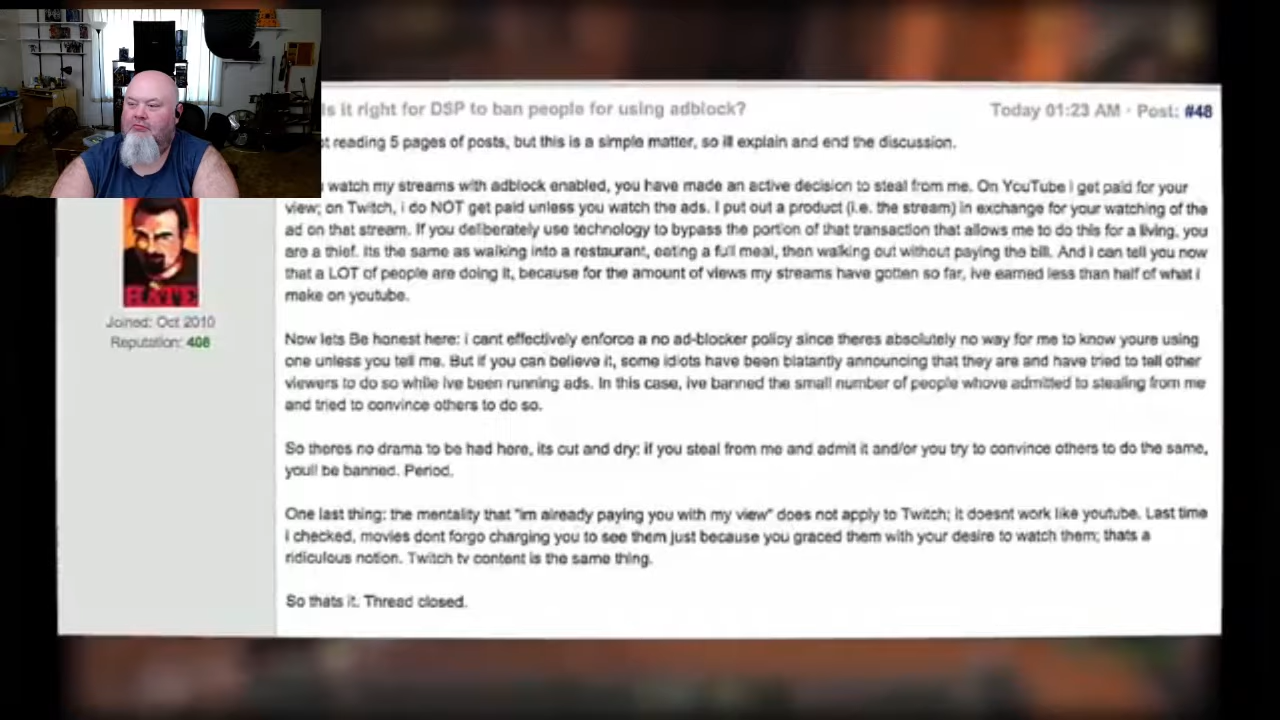 is it right for DSP to ban people for using adblock?
Today 01:23 AM · Post: #48
reading 5 pages of posts, but this is a simple matter, so ill explain and end the discussion.
watch my streams with adblock enabled, you have made an active decision to steal from me. On YouTube i get paid for your
view; on Twitch, i do NOT get paid unless you watch the ads. I put out a product (i.e. the stream) in exchange for your watching of the
ad on that stream. If you deliberately use technology to bypass the portion of that transaction that allows me to do this for a living, you
are a thief. Its the same as walking into a restaurant, eating a full meal, then walking out without paying the bill. And i can tell you now
that a LOT of people are doing it, because for the amount of views my streams have gotten so far, ive earned less than half of what i
make on youtube.
Now lets Be honest here: i cant effectively enforce a no ad-blocker policy since theres absolutely no way for me to know youre using
one unless you tell me. But if you can believe it, some idiots have been blatantly announcing that they are and have tried to tell other
viewers to do so while ive been running ads. In this case, ive banned the small number of people whove admitted to stealing from me
and tried to convince others to do so.
So theres no drama to be had here, its cut and dry: if you steal from me and admit it and/or you try to convince others to do the same,
youll be banned. Period.
One last thing: the mentality that "im already paying you with my view" does not apply to Twitch; it doesnt work like youtube. Last time
i checked, movies dont forgo charging you to see them just because you graced them with your desire to watch them; thats a
ridiculous notion. Twitch tv content is the same thing.
So thats it. Thread closed.
HATE
Joined: Oct 2010
Reputation: 408